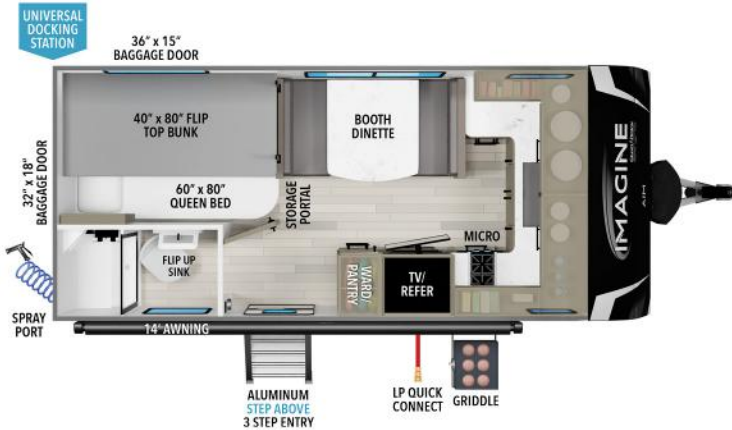 UNIVERSAL
DOCKING
STATION
36" x 15"
BAGGAGE DOOR
32" x 18"
BAGGAGE DOOR
40" x 80" FLIP
TOP BUNK
BOOTH
DINETTE
60" x 80"
QUEEN BED
STORAGE
PORTAL
MICRO
IMAGINE
AIM
FLIP UP
SINK
WARD/
PANTRY
TV/
REFER
SPRAY
PORT
14' AWNING
ALUMINUM
STEP ABOVE
3 STEP ENTRY
LP QUICK
CONNECT
GRIDDLE